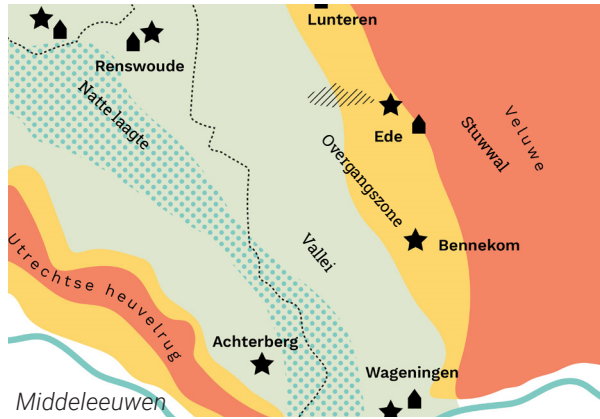 Lunteren
Renswoude
Natte laagte
Ede
Stuwwal
Veluwe
Overgangszone
Vallei
Bennekom
Utrechtse heuvelrug
Achterberg
Wageningen
Middeleeuwen